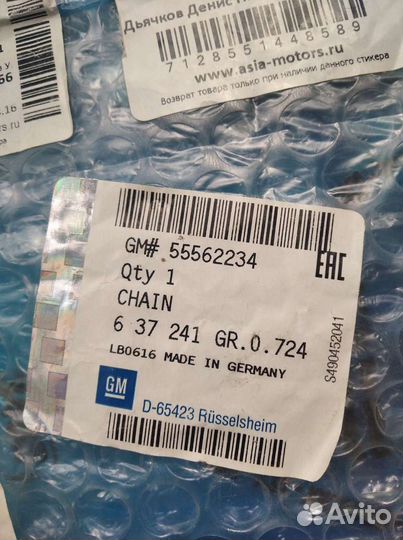 Дьячков Денис
7128551448589
www.asia-motors.ru
Возврат товара только при наличии данного стикера
GM# 55562234
EAC
Qty 1
CHAIN
6 37 241 GR.0.724
LB0616 MADE IN GERMANY
S490452041
GM
D-65423 Rüsselsheim
Avito